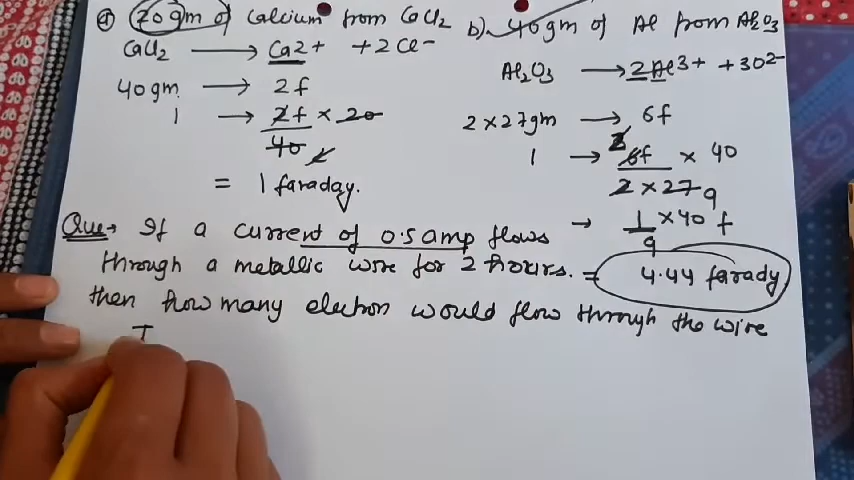 a) 20gm of Calcium from CaCl2
CaCl2 ⟶ Ca2+ + 2Cl-
40gm. ⟶ 2f
1 ⟶ 2f × 20
40 2
= 1 faraday.
b). 40gm of Al from Al2O3
Al2O3 ⟶ 2Al3+ + 3O2-
2×27gm ⟶ 6f
1 ⟶ 6f × 40
2 × 27 9
→ 1 ×40 f
9
= 4.44 farady
Que→ If a current of 0.5 amp flows
through a metallic wire for 2 hours.
then how many electron would flow through the wire
I